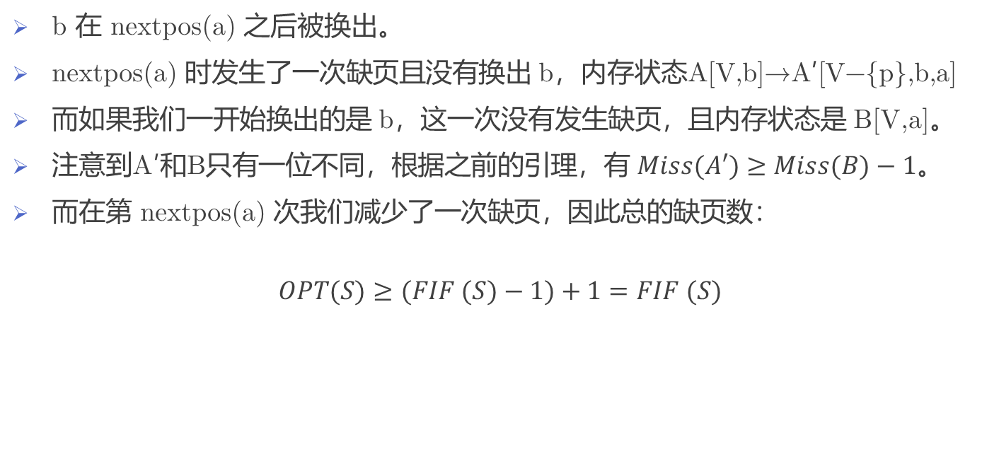 ➢ b 在 nextpos(a) 之后被换出。
➢ nextpos(a) 时发生了一次缺页且没有换出 b，内存状态A[V,b]→A′[V−{p},b,a]
➢ 而如果我们一开始换出的是 b，这一次没有发生缺页，且内存状态是 B[V,a]。
➢ 注意到A′和B只有一位不同，根据之前的引理，有 Miss(A′) ≥ Miss(B) − 1。
➢ 而在第 nextpos(a) 次我们减少了一次缺页，因此总的缺页数：
OPT(S) ≥ (FIF (S) − 1) + 1 = FIF (S)